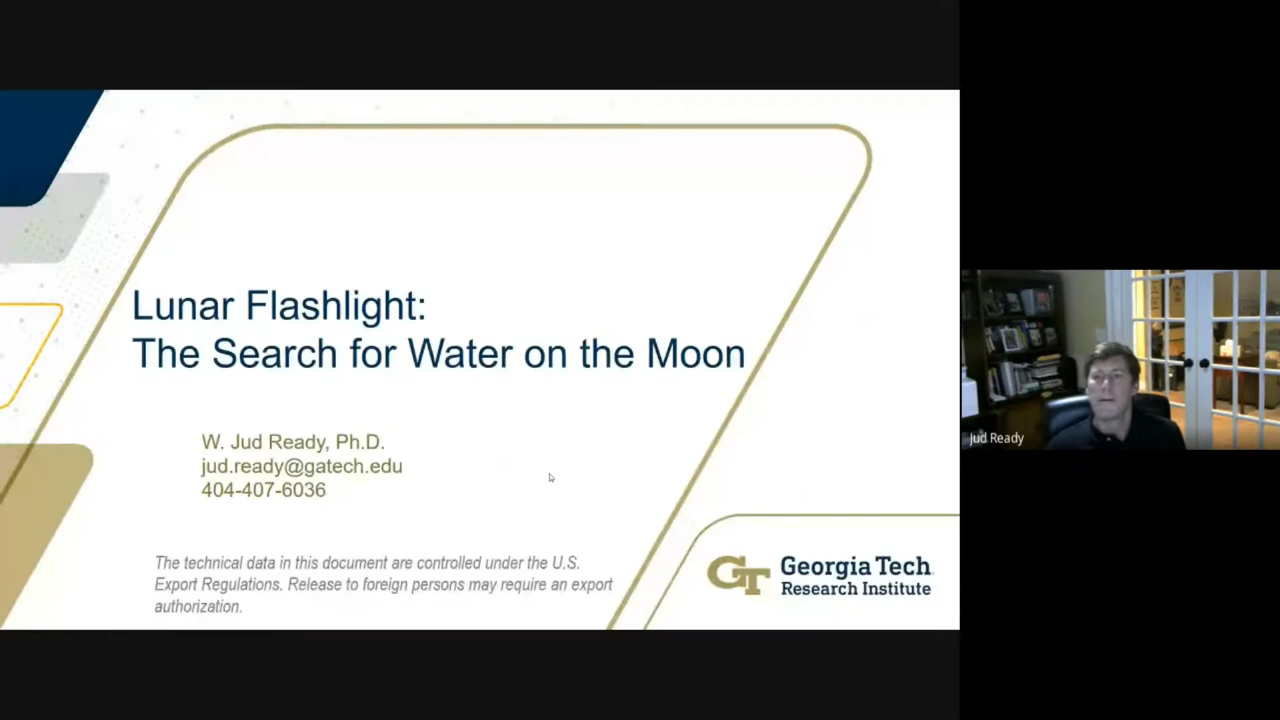 Lunar Flashlight:
The Search for Water on the Moon
W. Jud Ready, Ph.D.
jud.ready@gatech.edu
404-407-6036
The technical data in this document are controlled under the U.S.
Export Regulations. Release to foreign persons may require an export
authorization.
GT
Georgia Tech
Research Institute
Jud Ready